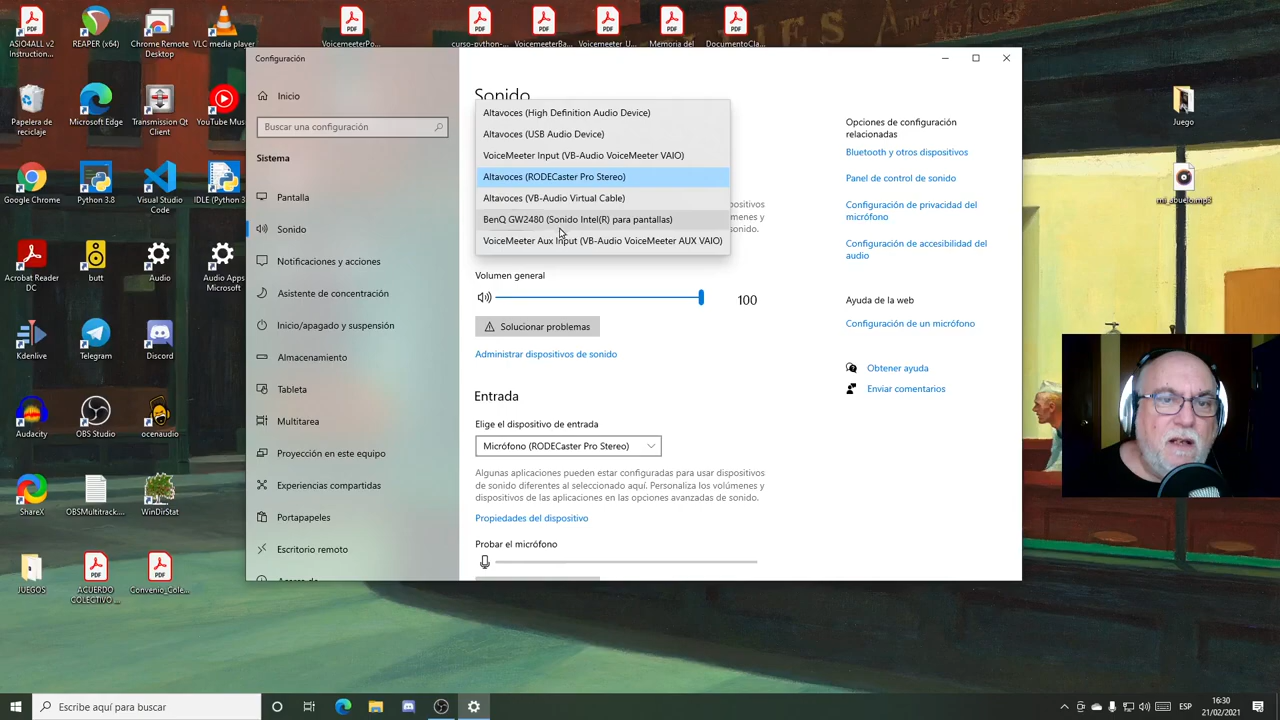 ASIO4ALL v2
Instruction...
REAPER (x64)
Chrome Remote
Desktop
VLC media player
VoicemeeterPo...
curso-python-...
VoicemeeterBa...
Voicemeeter_U...
Memoria del
DocumentoCla...
Papelera de
reciclaje
Microsoft Edge
Transmission Qt
Client
YouTube Mus
Google Chrome
Python 3.8
Visual Studio
Code
IDLE (Python 3
Acrobat Reader
DC
butt
Audio
Audio Apps
Microsoft
Kdenlive
Telegram
Discord
Audacity
OBS Studio
ocenaudio
ShareX
OBSMultitrack...
WinDirStat
JUEGOS
ACUERDO
COLECTIVO ...
Convenio_Cole...
Juego
mi_abuelo.mp3
Configuración
Inicio
Buscar una configuración
Sistema
Pantalla
Sonido
Notificaciones y acciones
Asistente de concentración
Inicio/apagado y suspensión
Almacenamiento
Tableta
Multitarea
Proyección en este equipo
Experiencias compartidas
Portapapeles
Escritorio remoto
Acerca de
Sonido
Altavoces (High Definition Audio Device)
Altavoces (USB Audio Device)
VoiceMeeter Input (VB-Audio VoiceMeeter VAIO)
Altavoces (RODECaster Pro Stereo)
Altavoces (VB-Audio Virtual Cable)
BenQ GW2480 (Sonido Intel(R) para pantallas)
VoiceMeeter Aux Input (VB-Audio VoiceMeeter AUX VAIO)
positivos
úmenes y
sonido.
Volumen general
100
Solucionar problemas
Administrar dispositivos de sonido
Entrada
Elige el dispositivo de entrada
Micrófono (RODECaster Pro Stereo)
Algunas aplicaciones pueden estar configuradas para usar dispositivos
de sonido diferentes al seleccionado aquí. Personaliza los volúmenes y
dispositivos de las aplicaciones en las opciones avanzadas de sonido.
Propiedades del dispositivo
Probar el micrófono
Opciones de configuración
relacionadas
Bluetooth y otros dispositivos
Panel de control de sonido
Configuración de privacidad del
micrófono
Configuración de accesibilidad del
audio
Ayuda de la web
Configuración de un micrófono
Obtener ayuda
Enviar comentarios
Escribe aquí para buscar
ESP
16:30
21/02/2021